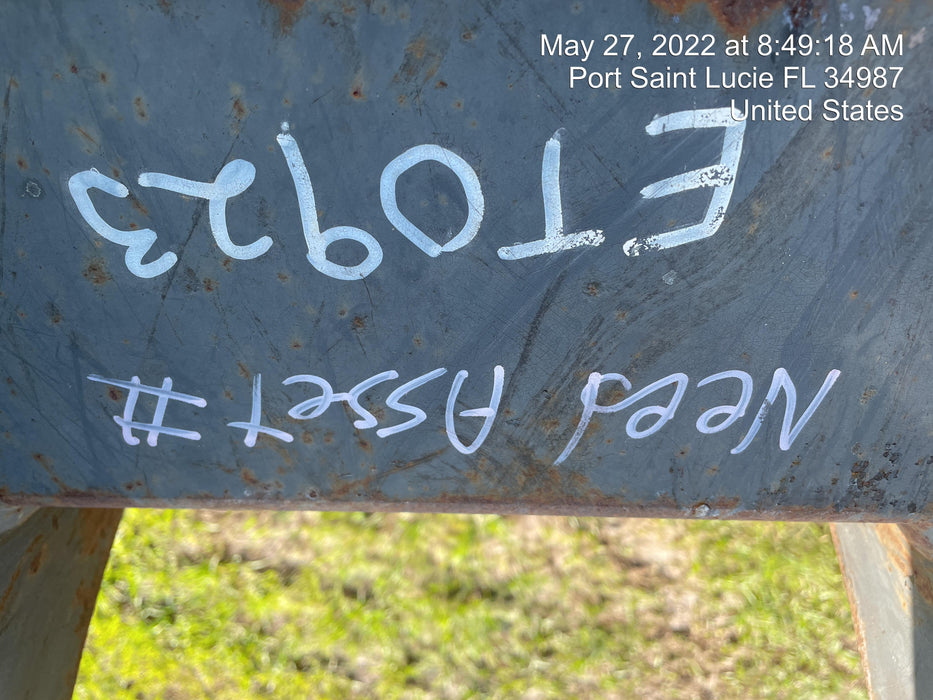 May 27, 2022 at 8:49:18 AM
Port Saint Lucie FL 34987
United States
Need Asset #
ET0923